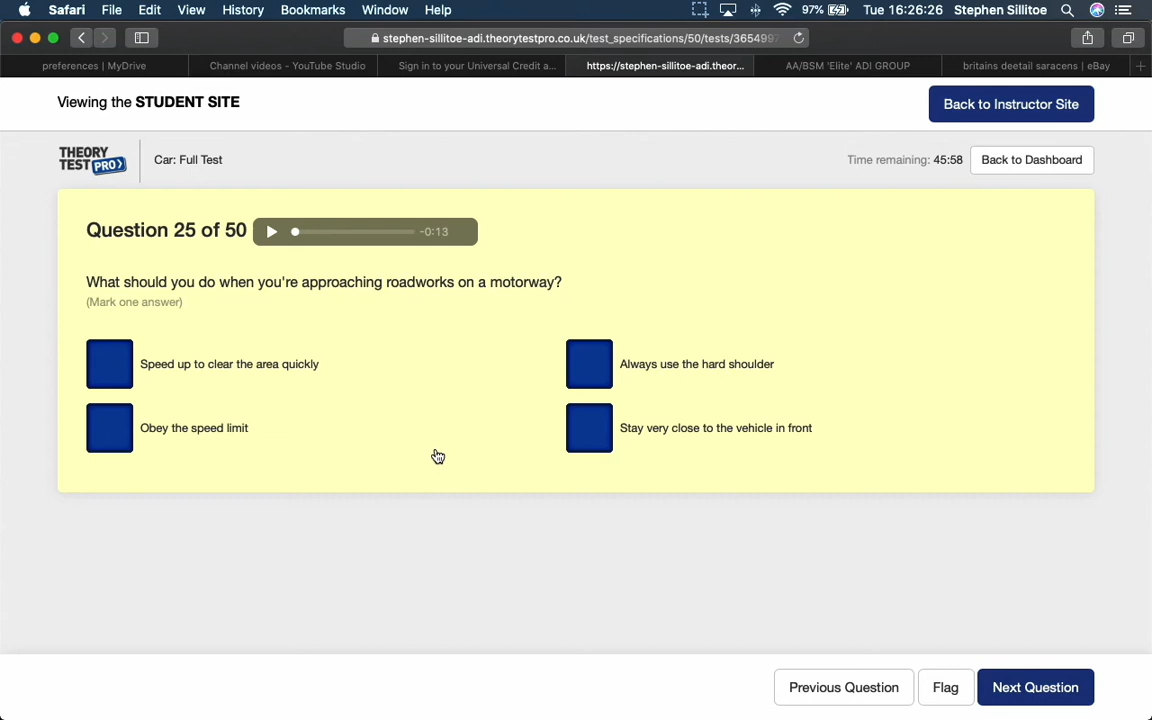 Safari File Edit View History Bookmarks Window Help 97% Tue 16:26:26 Stephen Sillitoe
stephen-sillitoe-adi.theorytestpro.co.uk/test_specifications/50/tests/3654997
preferences | MyDrive Channel videos - YouTube Studio Sign in to your Universal Credit a... https://stephen-sillitoe-adi.theor... AA/BSM 'Elite' ADI GROUP britains deetail saracens | eBay
Viewing the STUDENT SITE Back to Instructor Site
THEORY TEST PRO Car: Full Test Time remaining: 45:58 Back to Dashboard
Question 25 of 50 -0:13
What should you do when you're approaching roadworks on a motorway?
(Mark one answer)
Speed up to clear the area quickly Always use the hard shoulder
Obey the speed limit Stay very close to the vehicle in front
Previous Question Flag Next Question